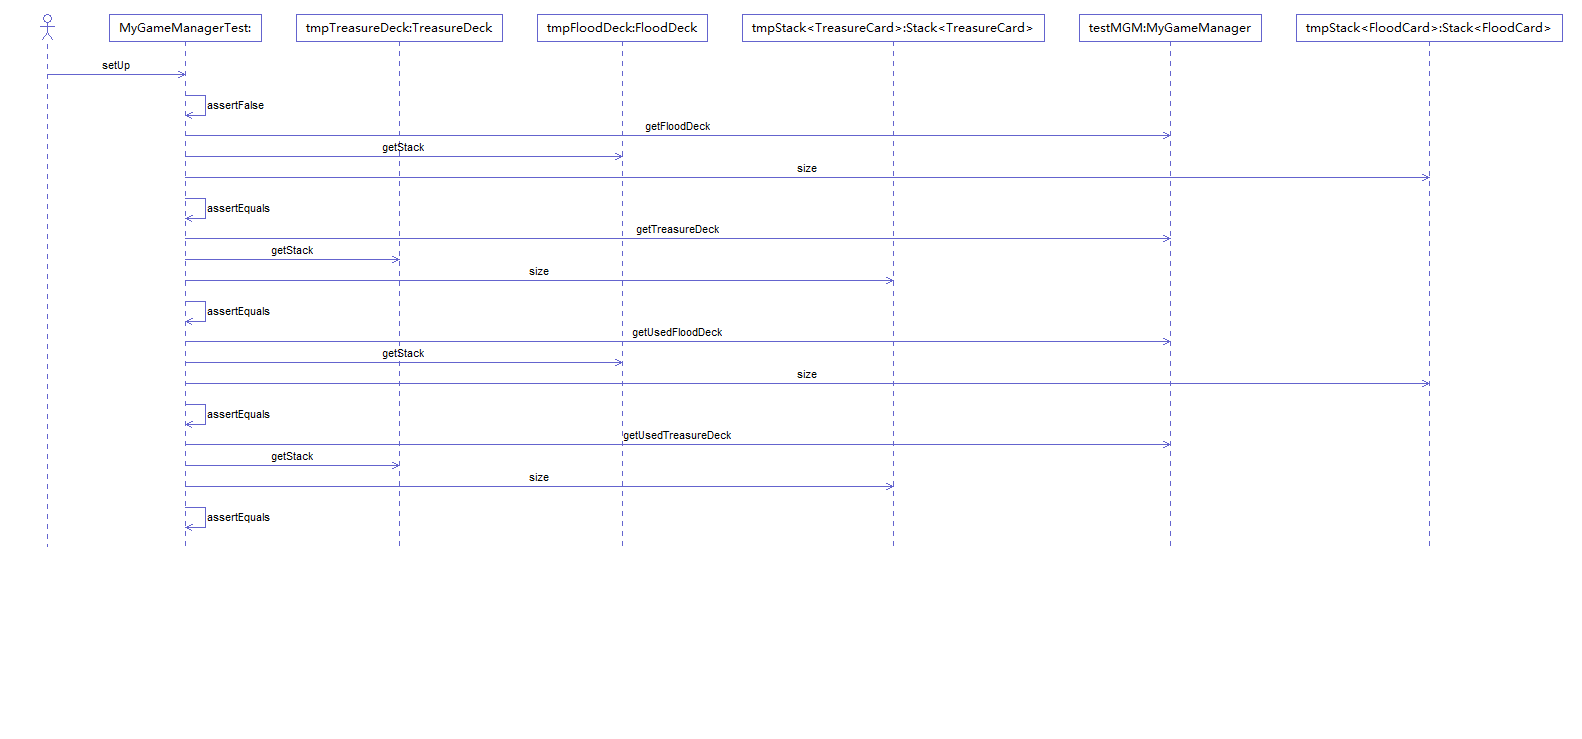 MyGameManagerTest:
tmpTreasureDeck:TreasureDeck
tmpFloodDeck:FloodDeck
tmpStack<TreasureCard>:Stack<TreasureCard>
testMGM:MyGameManager
tmpStack<FloodCard>:Stack<FloodCard>
setUp
assertFalse
getFloodDeck
getStack
size
assertEquals
getTreasureDeck
getStack
size
assertEquals
getUsedFloodDeck
getStack
size
assertEquals
getUsedTreasureDeck
getStack
size
assertEquals